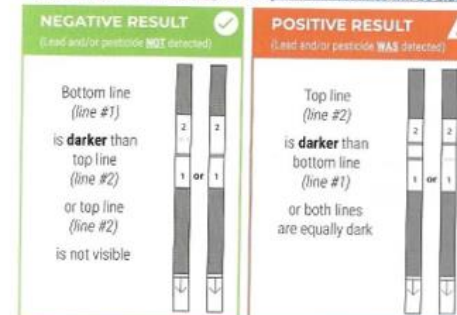 NEGATIVE RESULT
(Lead and/or pesticide NOT detected)
Bottom line
(line #1)
is darker than
top line
(line #2)
or top line
(line #2)
is not visible
2
2
1 or 1
POSITIVE RESULT
(Lead and/or pesticide WAS detected)
Top line
(line #2)
is darker than
bottom line
(line #1)
or both lines
are equally dark
2
2
1 or 1